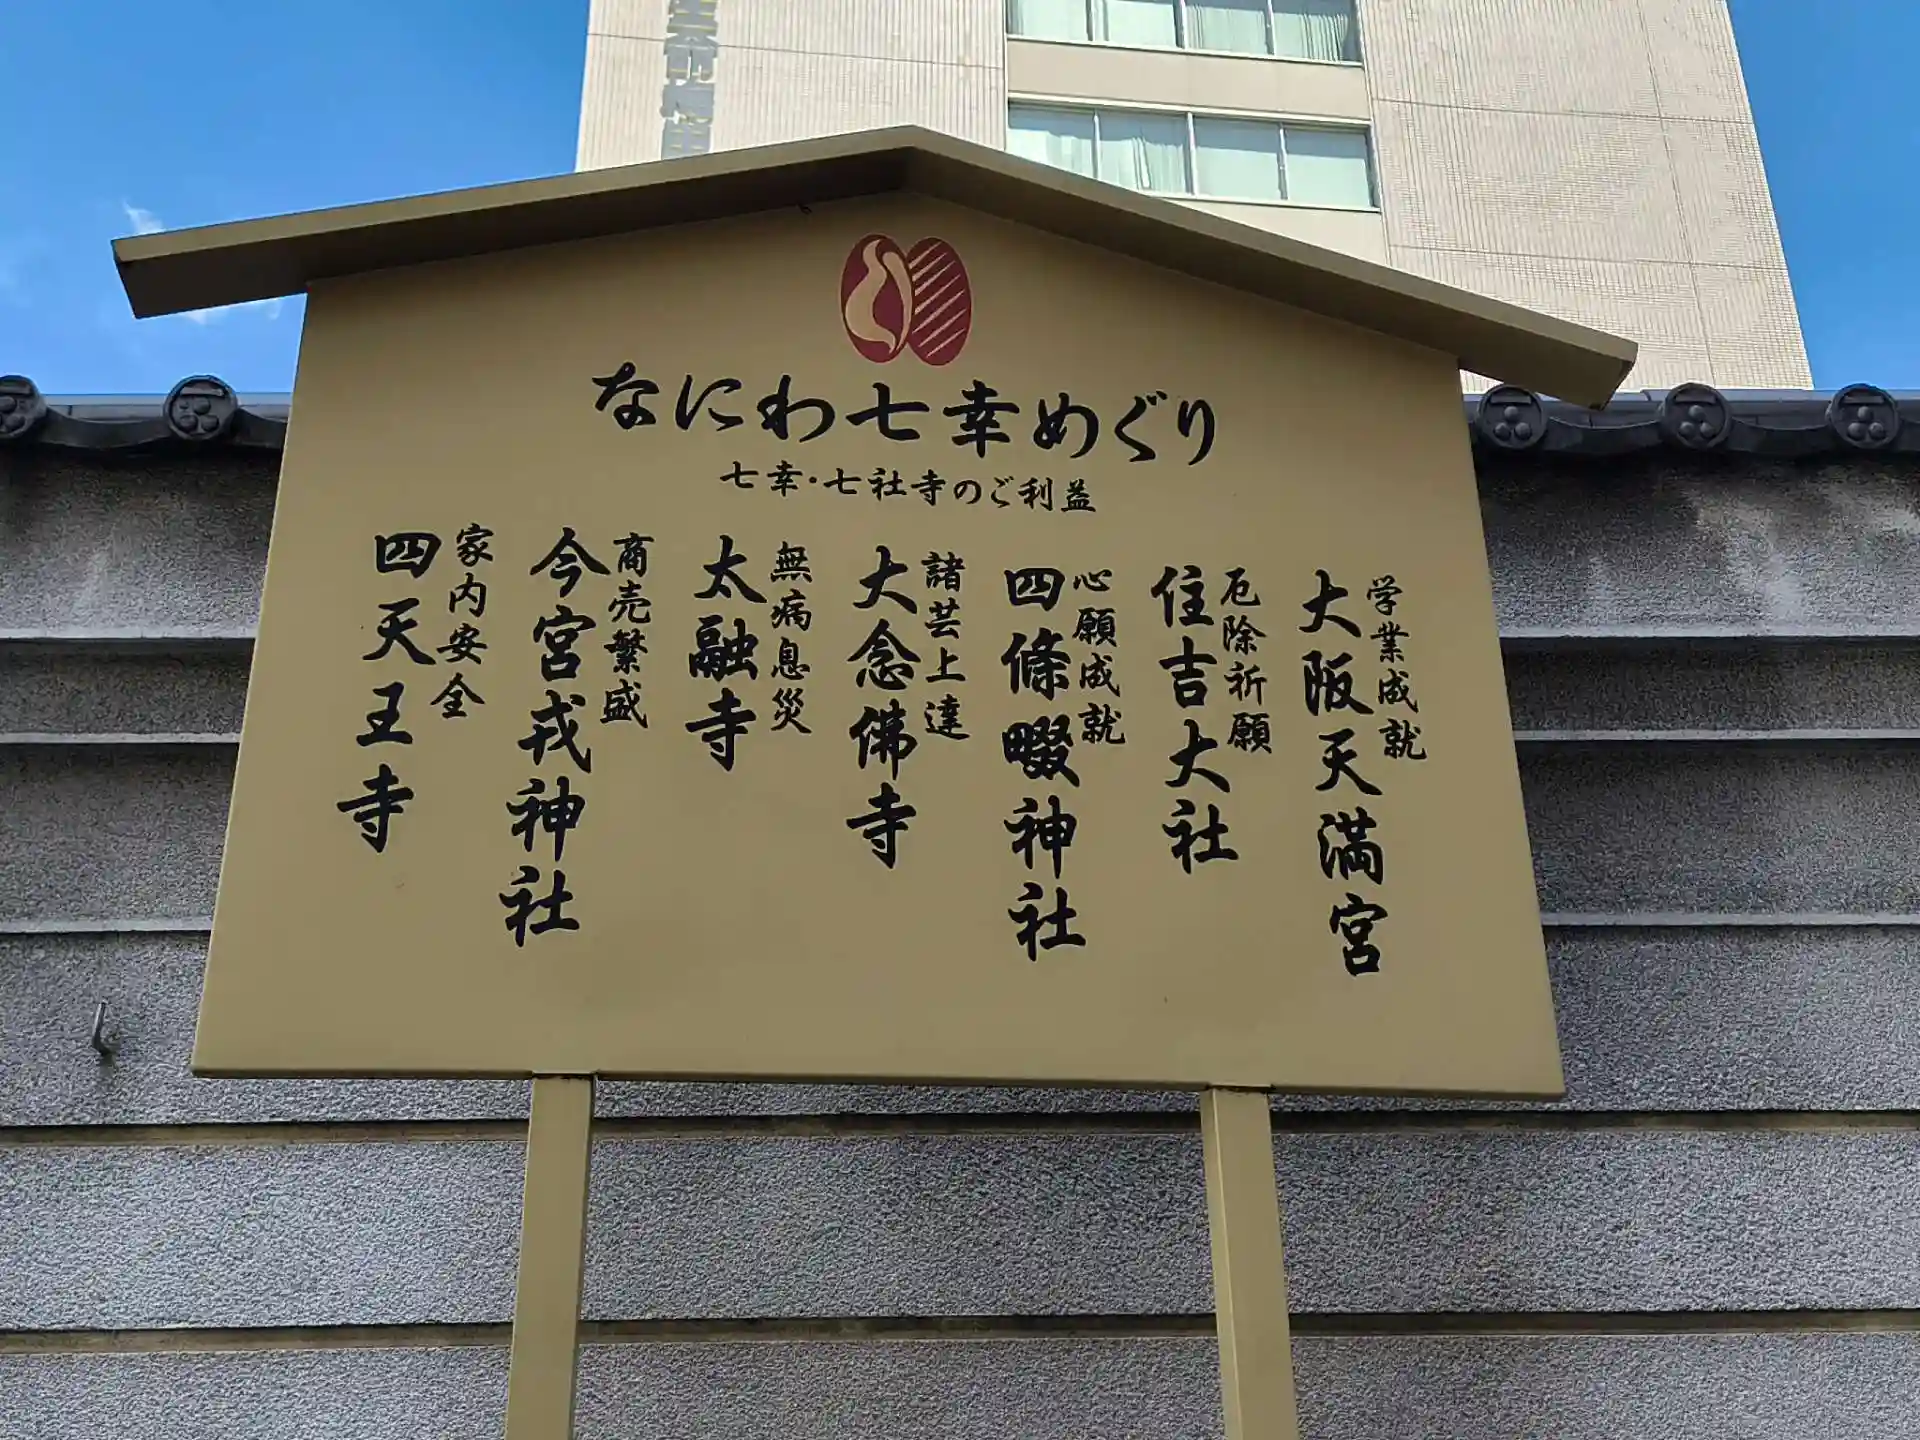 なにわ七幸めぐり
七幸・七社寺のご利益
学業成就
大阪天満宮
厄除祈願
住吉大社
心願成就
四條畷神社
諸芸上達
大念佛寺
無病息災
太融寺
商売繁盛
今宮戎神社
家内安全
四天王寺